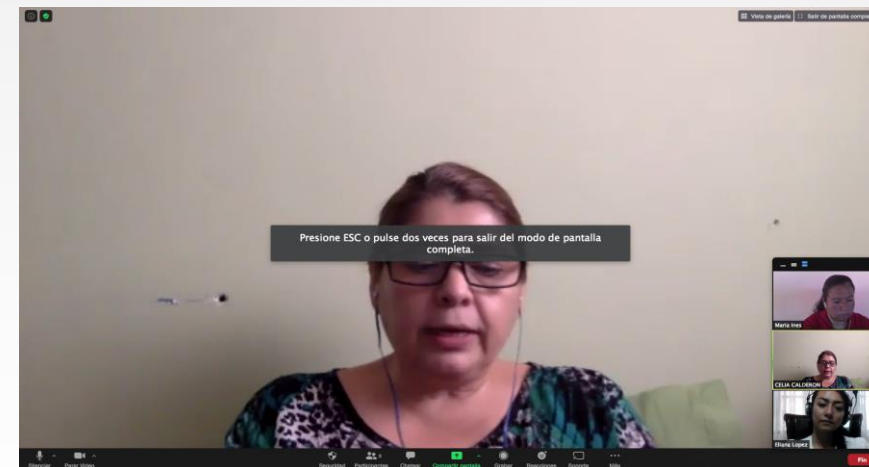 Vista de galería
Salir de pantalla comple
Presione ESC o pulse dos veces para salir del modo de pantalla
completa.
Maria Ines
CELIA CALDERON
Eliana Lopez
Silenciar
Parar Video
Seguridad
Participantes
Chatear
Compartir pantalla
Grabar
Reacciones
Soporte
Más
Fin